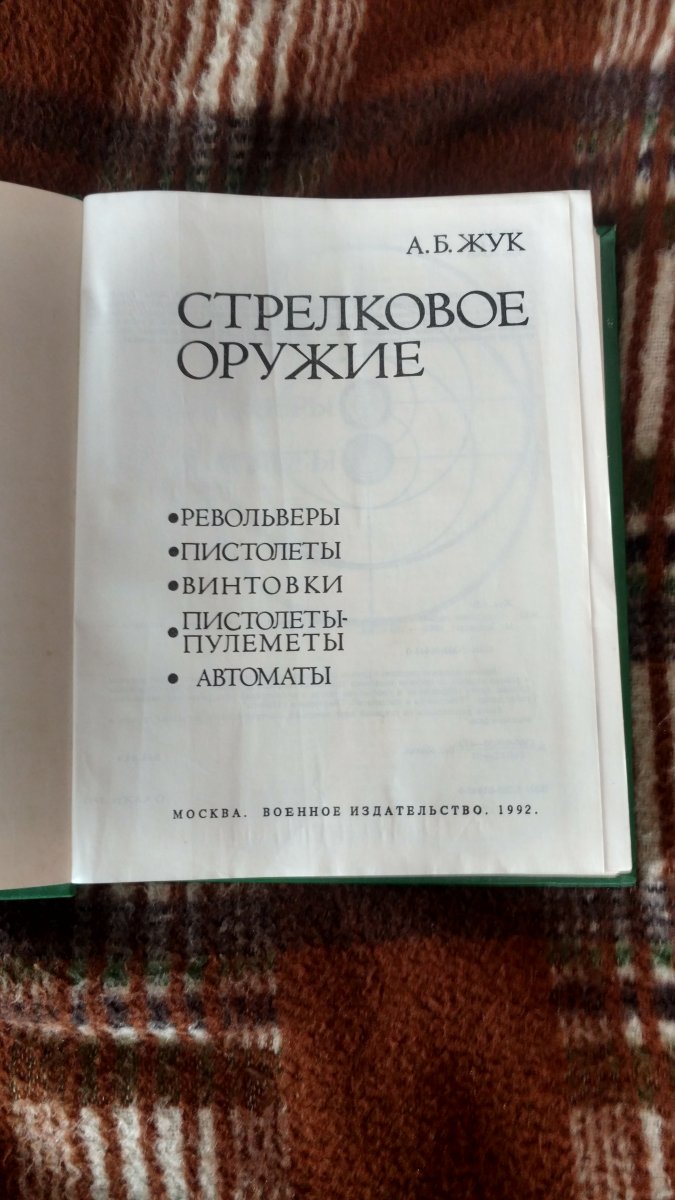 А. Б. ЖУК
СТРЕЛКОВОЕ
ОРУЖИЕ
•РЕВОЛЬВЕРЫ
•ПИСТОЛЕТЫ
•ВИНТОВКИ
•ПИСТОЛЕТЫ-
ПУЛЕМЕТЫ
• АВТОМАТЫ
МОСКВА. ВОЕННОЕ ИЗДАТЕЛЬСТВО. 1992.